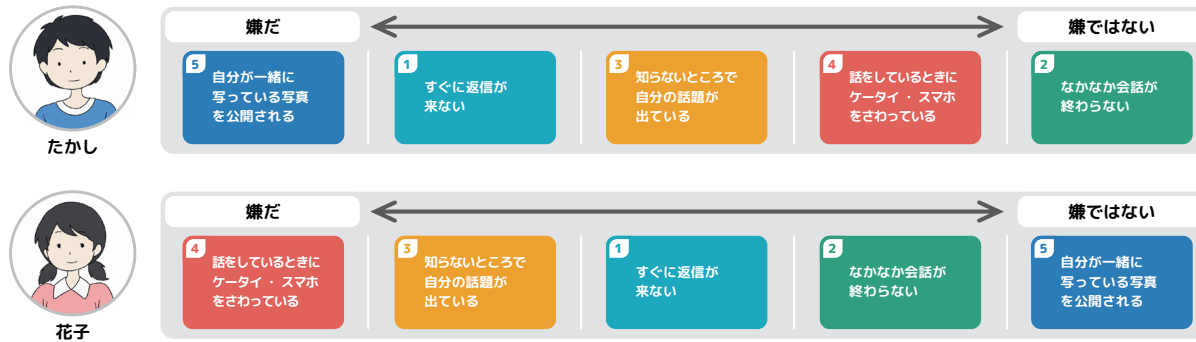 嫌だ
嫌ではない
5
自分が一緒に
写っている写真
を公開される
1
すぐに返信が
来ない
3
知らないところで
自分の話題が
出ている
4
話をしているときに
ケータイ・スマホ
をさわっている
2
なかなか会話が
終わらない
たかし
嫌だ
嫌ではない
4
話をしているときに
ケータイ・スマホ
をさわっている
3
知らないところで
自分の話題が
出ている
1
すぐに返信が
来ない
2
なかなか会話が
終わらない
5
自分が一緒に
写っている写真
を公開される
花子